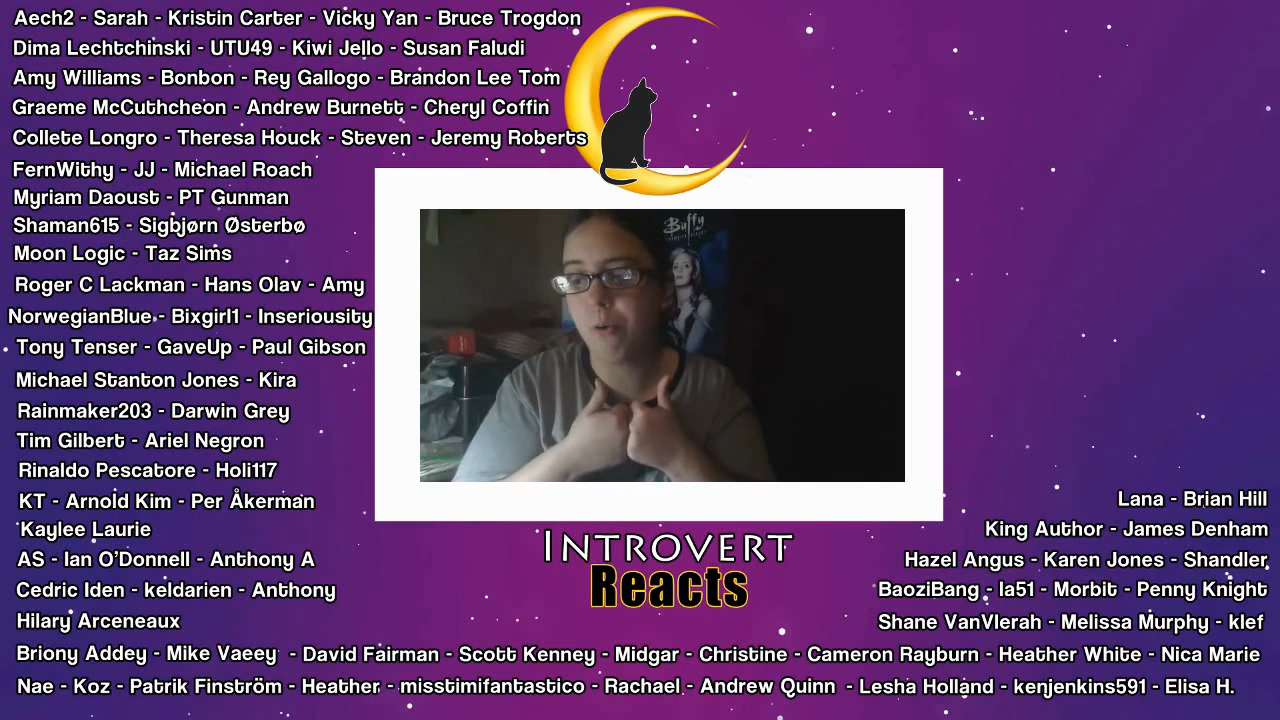 Aech2 - Sarah - Kristin Carter - Vicky Yan - Bruce Trogdon
Dima Lechtchinski - UTU49 - Kiwi Jello - Susan Faludi
Amy Williams - Bonbon - Rey Gallogo - Brandon Lee Tom
Graeme McCuthcheon - Andrew Burnett - Cheryl Coffin
Collete Longro - Theresa Houck - Steven - Jeremy Roberts
FernWithy - JJ - Michael Roach
Myriam Daoust - PT Gunman
Shaman615 - Sigbjørn Østerbø
Moon Logic - Taz Sims
Roger C Lackman - Hans Olav - Amy
NorwegianBlue - Bixgirl1 - Inseriousity
Tony Tenser - GaveUp - Paul Gibson
Michael Stanton Jones - Kira
Rainmaker203 - Darwin Grey
Tim Gilbert - Ariel Negron
Rinaldo Pescatore - Holi117
KT - Arnold Kim - Per Åkerman
Kaylee Laurie
AS - Ian O'Donnell - Anthony A
Cedric Iden - keldarien - Anthony
Hilary Arceneaux
Buffy
INTROVERT
Reacts
Lana - Brian Hill
King Author - James Denham
Hazel Angus - Karen Jones - Shandler
BaoziBang - la51 - Morbit - Penny Knight
Shane VanVlerah - Melissa Murphy - klef
Briony Addey - Mike Vaeey - David Fairman - Scott Kenney - Midgar - Christine - Cameron Rayburn - Heather White - Nica Marie
Nae - Koz - Patrik Finström - Heather - misstimifantastico - Rachael - Andrew Quinn - Lesha Holland - kenjenkins591 - Elisa H.